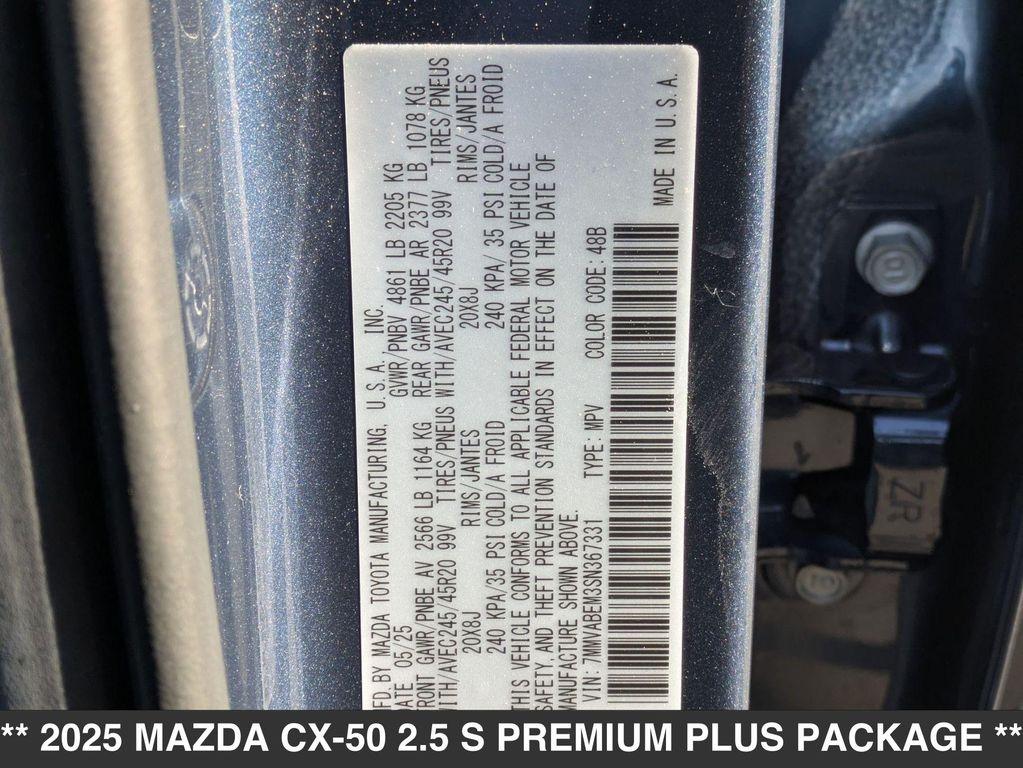 MFD. BY MAZDA TOYOTA MANUFACTURING, U.S.A. INC.
DATE 05/25 GVWR/PNBV 4861 LB 2205 KG
FRONT GAWR/PNBE AV 2566 LB 1164 KG REAR GAWR/PNBE AR 2377 LB 1078 KG
WITH/AVEC245/45R20 99V TIRES/PNEUS WITH/AVEC245/45R20 99V TIRES/PNEUS
20X8J RIMS/JANTES 20X8J RIMS/JANTES
240 KPA/35 PSI COLD/A FROID 240 KPA/ 35 PSI COLD/A FROID
THIS VEHICLE CONFORMS TO ALL APPLICABLE FEDERAL MOTOR VEHICLE
SAFETY, AND THEFT PREVENTION STANDARDS IN EFFECT ON THE DATE OF
MANUFACTURE SHOWN ABOVE.
VIN: 7MMVABEM3SN367331 TYPE: MPV COLOR CODE: 48B
MADE IN U.S.A.
ZR
** 2025 MAZDA CX-50 2.5 S PREMIUM PLUS PACKAGE **